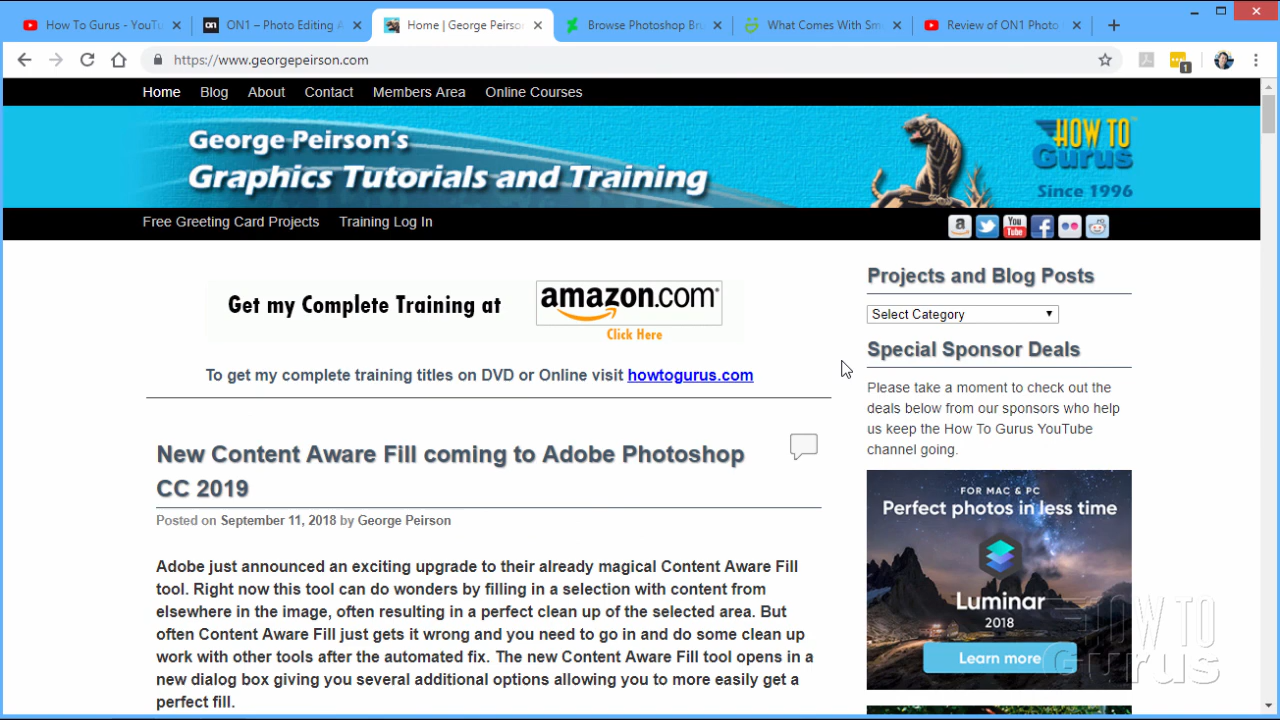 How To Gurus - YouTu
ON1 – Photo Editing A
Home | George Peirson
Browse Photoshop Bru
What Comes With Sm
Review of ON1 Photo
https://www.georgepeirson.com
1
Home Blog About Contact Members Area Online Courses
George Peirson's
Graphics Tutorials and Training
HOW TO
Gurus
Since 1996
Free Greeting Card Projects Training Log In
a
You
Tube
f
Get my Complete Training at
amazon.com
Click Here
To get my complete training titles on DVD or Online visit howtogurus.com
New Content Aware Fill coming to Adobe Photoshop
CC 2019
Posted on September 11, 2018 by George Peirson
Adobe just announced an exciting upgrade to their already magical Content Aware Fill
tool. Right now this tool can do wonders by filling in a selection with content from
elsewhere in the image, often resulting in a perfect clean up of the selected area. But
often Content Aware Fill just gets it wrong and you need to go in and do some clean up
work with other tools after the automated fix. The new Content Aware Fill tool opens in a
new dialog box giving you several additional options allowing you to more easily get a
perfect fill.
Projects and Blog Posts
Select Category
Special Sponsor Deals
Please take a moment to check out the
deals below from our sponsors who help
us keep the How To Gurus YouTube
channel going.
FOR MAC & PC
Perfect photos in less time
Luminar
2018
Learn more
HOW TO
Gurus